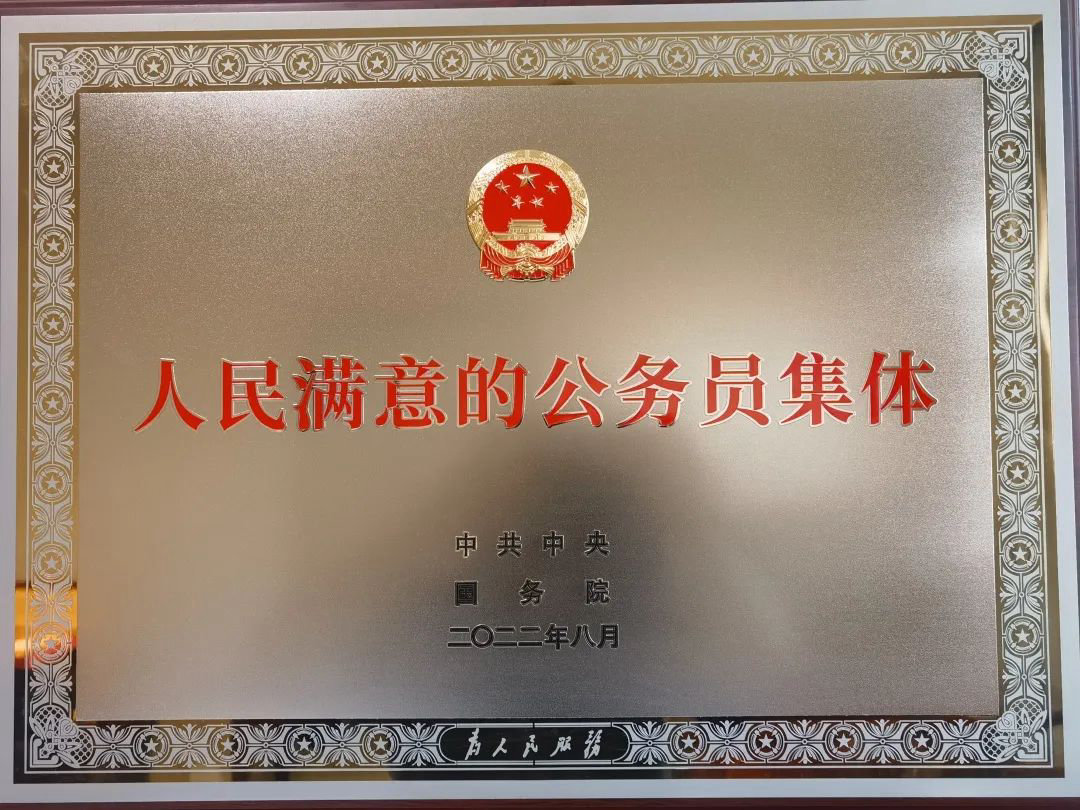 人民满意的公务员集体
中共中央
国务院
二〇二二年八月
为人民服务